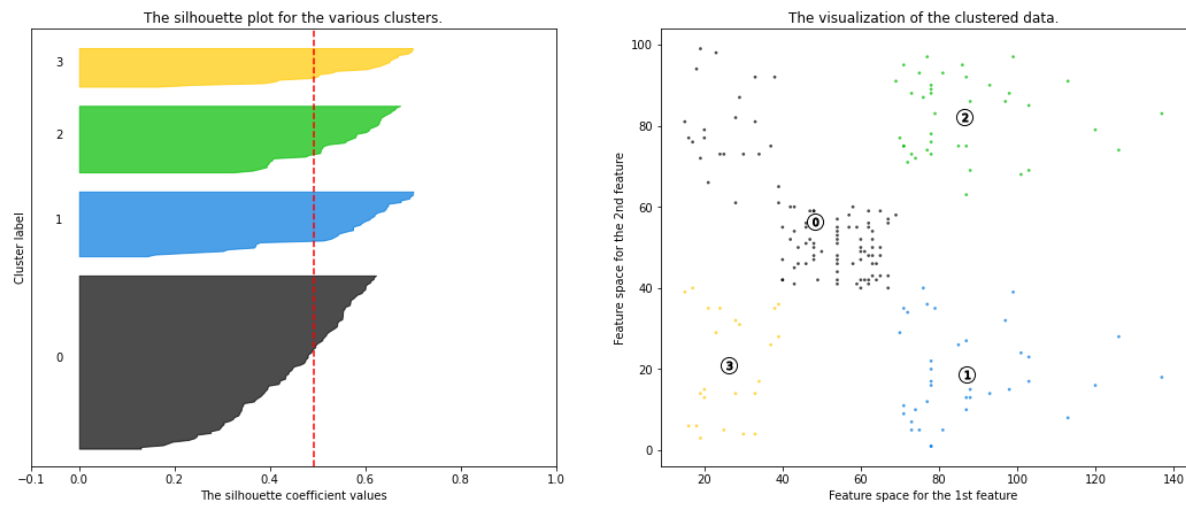 The silhouette plot for the various clusters.
3
2
1
0
Cluster label
−0.1 0.0 0.2 0.4 0.6 0.8 1.0
The silhouette coefficient values
The visualization of the clustered data.
100
80
60
40
20
0
Feature space for the 2nd feature
2
0
3
1
20 40 60 80 100 120 140
Feature space for the 1st feature